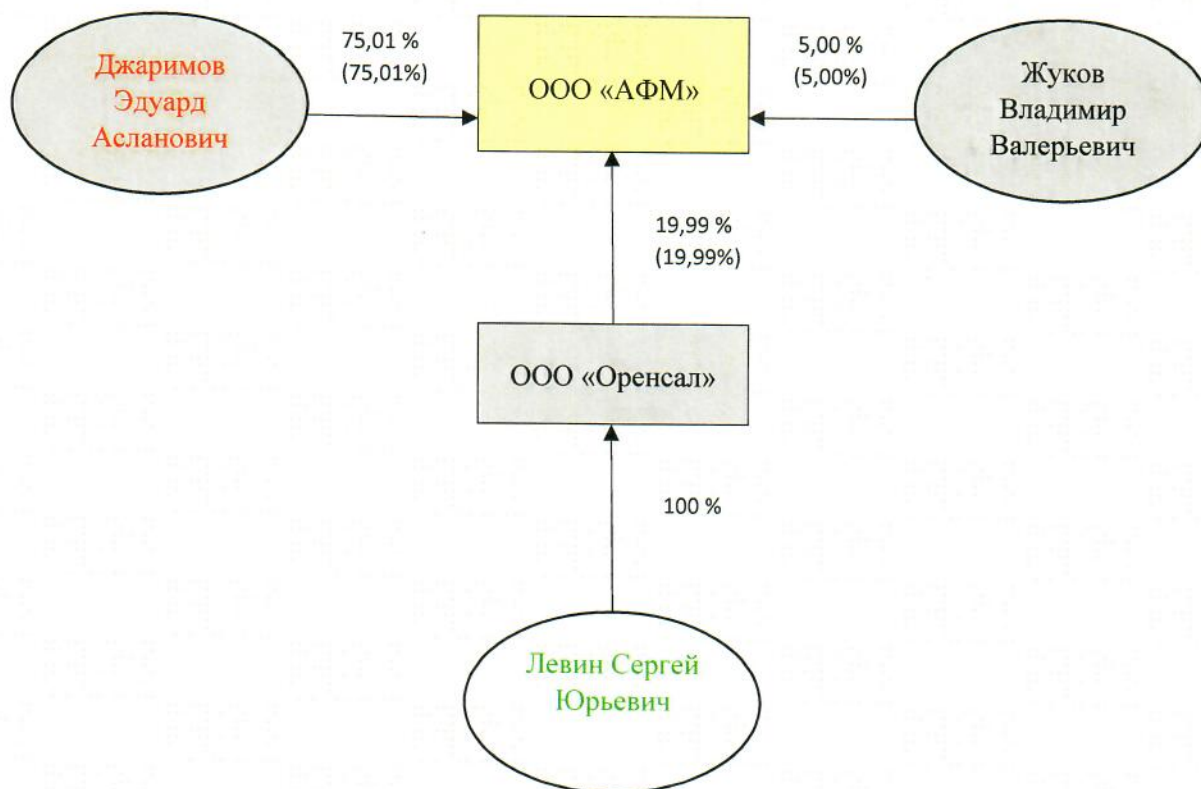 Джаримов
Эдуард
Асланович
75,01 %
(75,01%)
ООО «АФМ»
5,00 %
(5,00%)
Жуков
Владимир
Валерьевич
19,99 %
(19,99%)
ООО «Оренсал»
100 %
Левин Сергей
Юрьевич